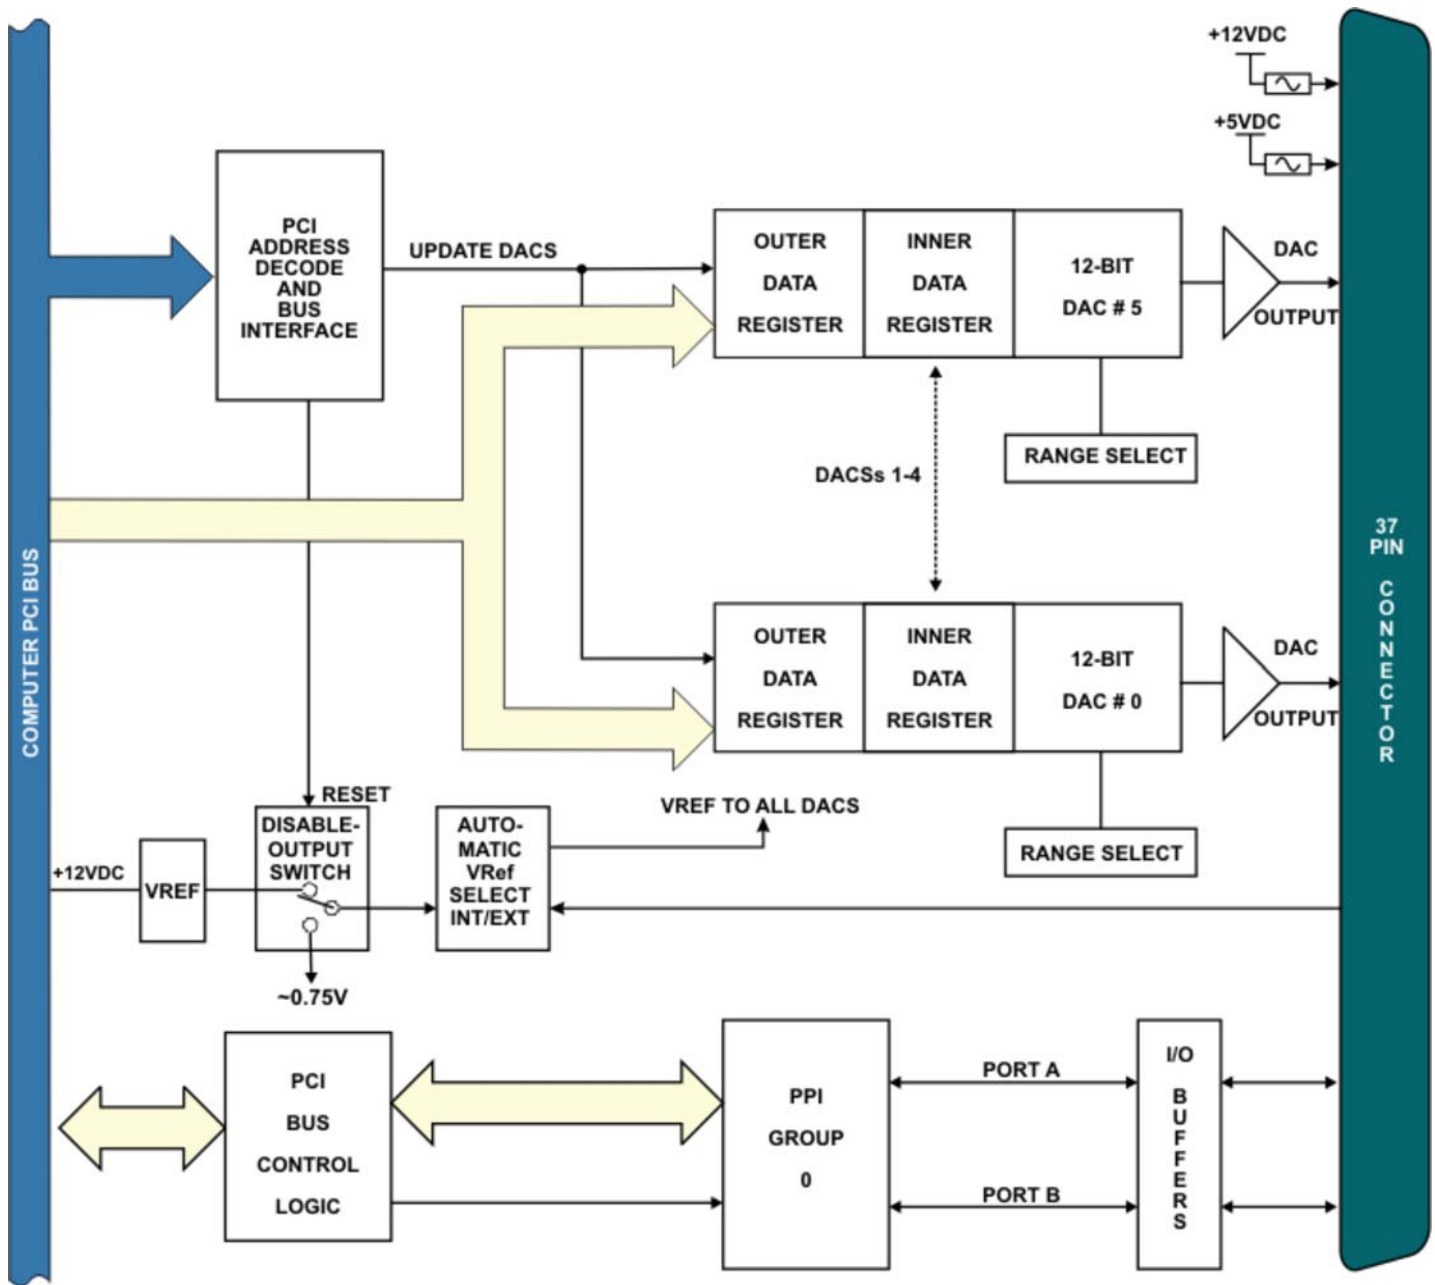 +12VDC
+5VDC
PCI
ADDRESS
DECODE
AND
BUS
INTERFACE
UPDATE DACS
OUTER
DATA
REGISTER
INNER
DATA
REGISTER
12-BIT
DAC # 5
DAC
OUTPUT
RANGE SELECT
DACSs 1-4
COMPUTER PCI BUS
37
PIN
CONNECTOR
OUTER
DATA
REGISTER
INNER
DATA
REGISTER
12-BIT
DAC # 0
DAC
OUTPUT
RANGE SELECT
RESET
DISABLE-
OUTPUT
SWITCH
+12VDC
VREF
~0.75V
AUTO-
MATIC
VRef
SELECT
INT/EXT
VREF TO ALL DACS
PCI
BUS
CONTROL
LOGIC
PPI
GROUP
0
PORT A
PORT B
I/O
BUFFERS